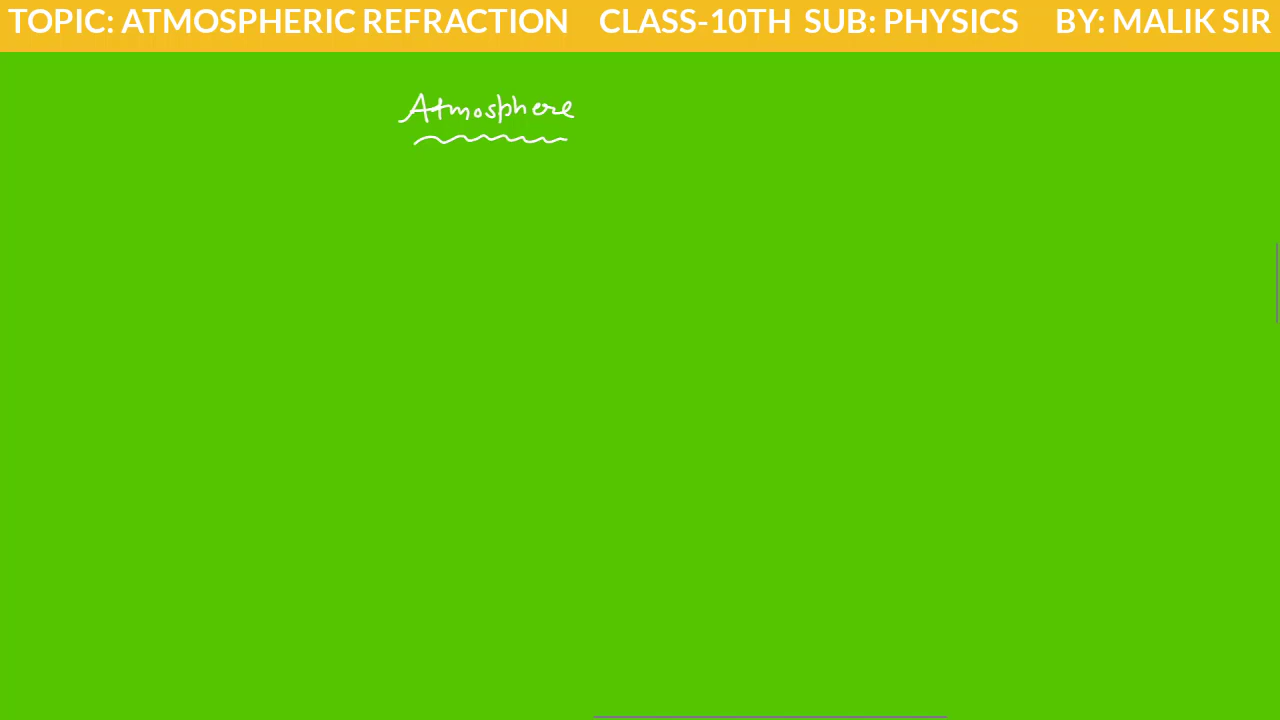 TOPIC: ATMOSPHERIC REFRACTION CLASS-10TH SUB: PHYSICS BY: MALIK SIR
Atmosphere